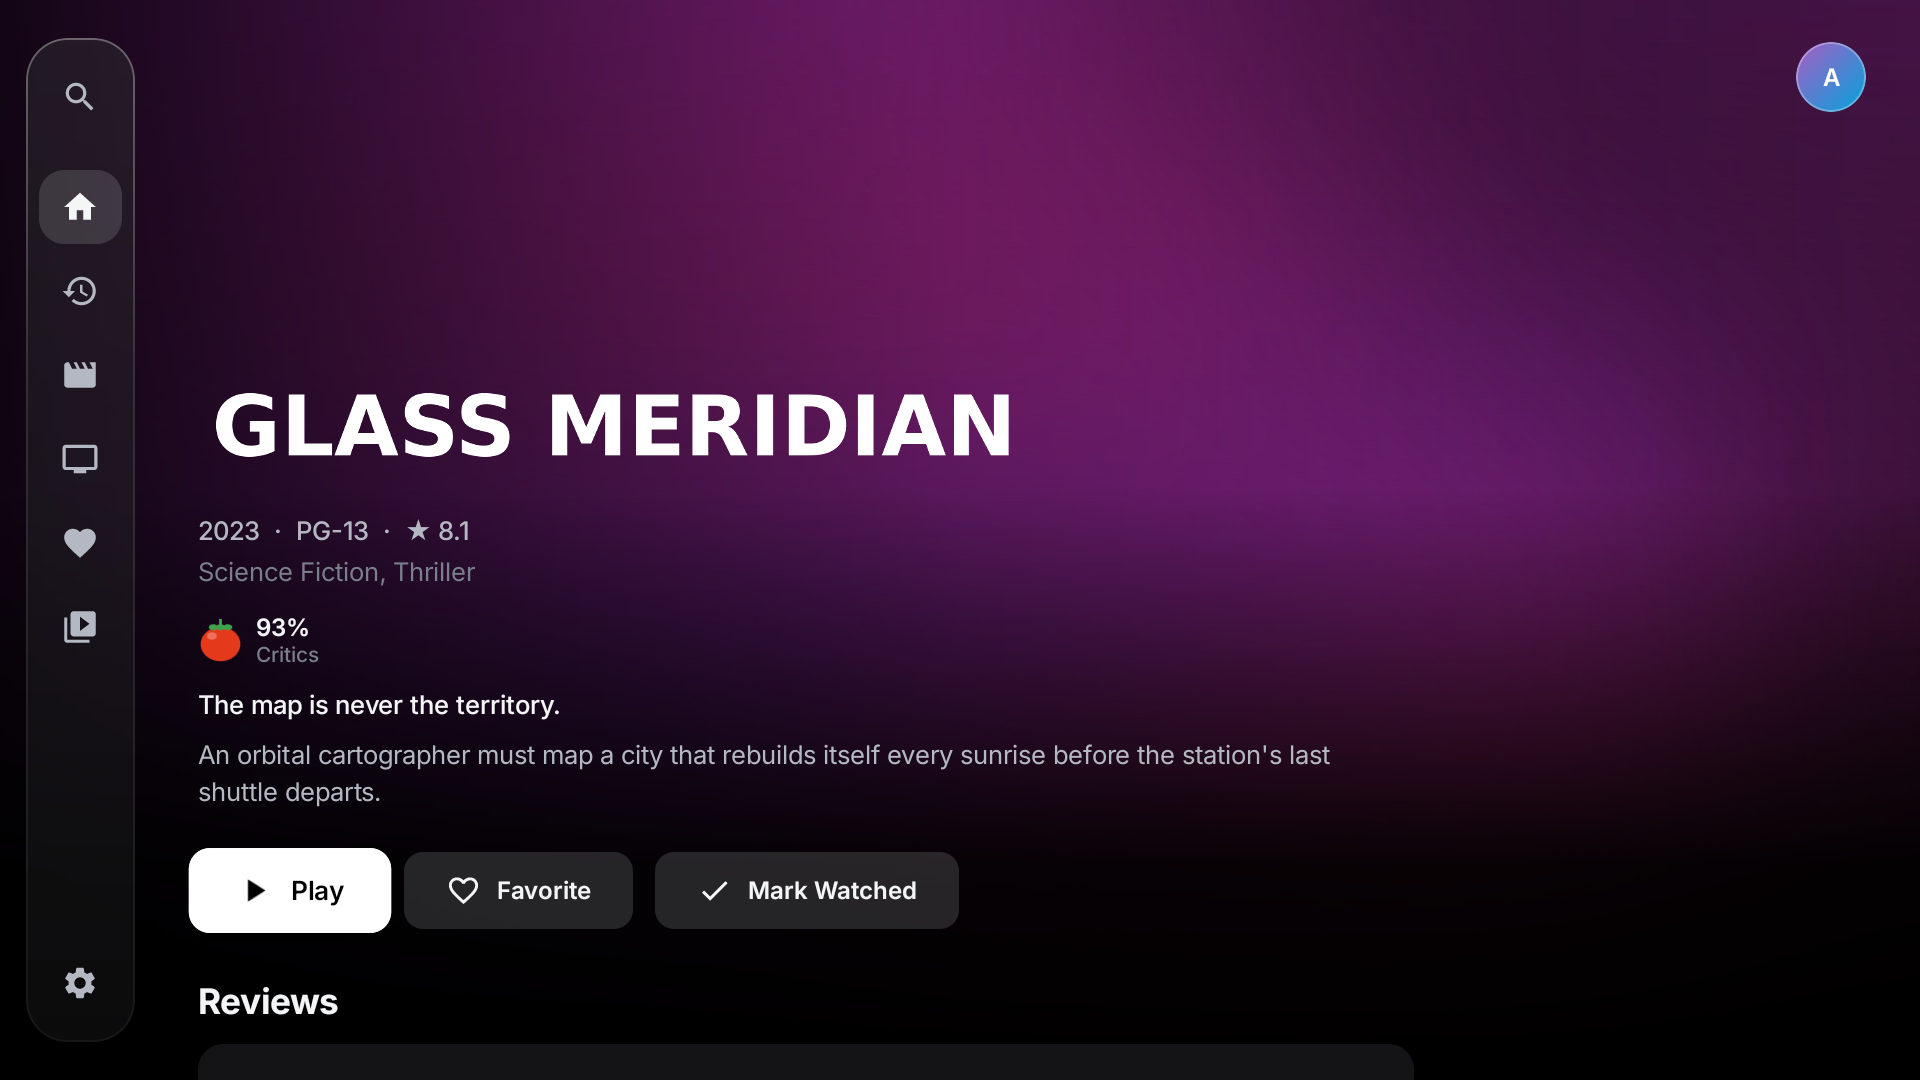 A
GLASS MERIDIAN
2023 · PG-13 · ★ 8.1
Science Fiction, Thriller
93%
Critics
The map is never the territory.
An orbital cartographer must map a city that rebuilds itself every sunrise before the station's last
shuttle departs.
Play
Favorite
Mark Watched
Reviews